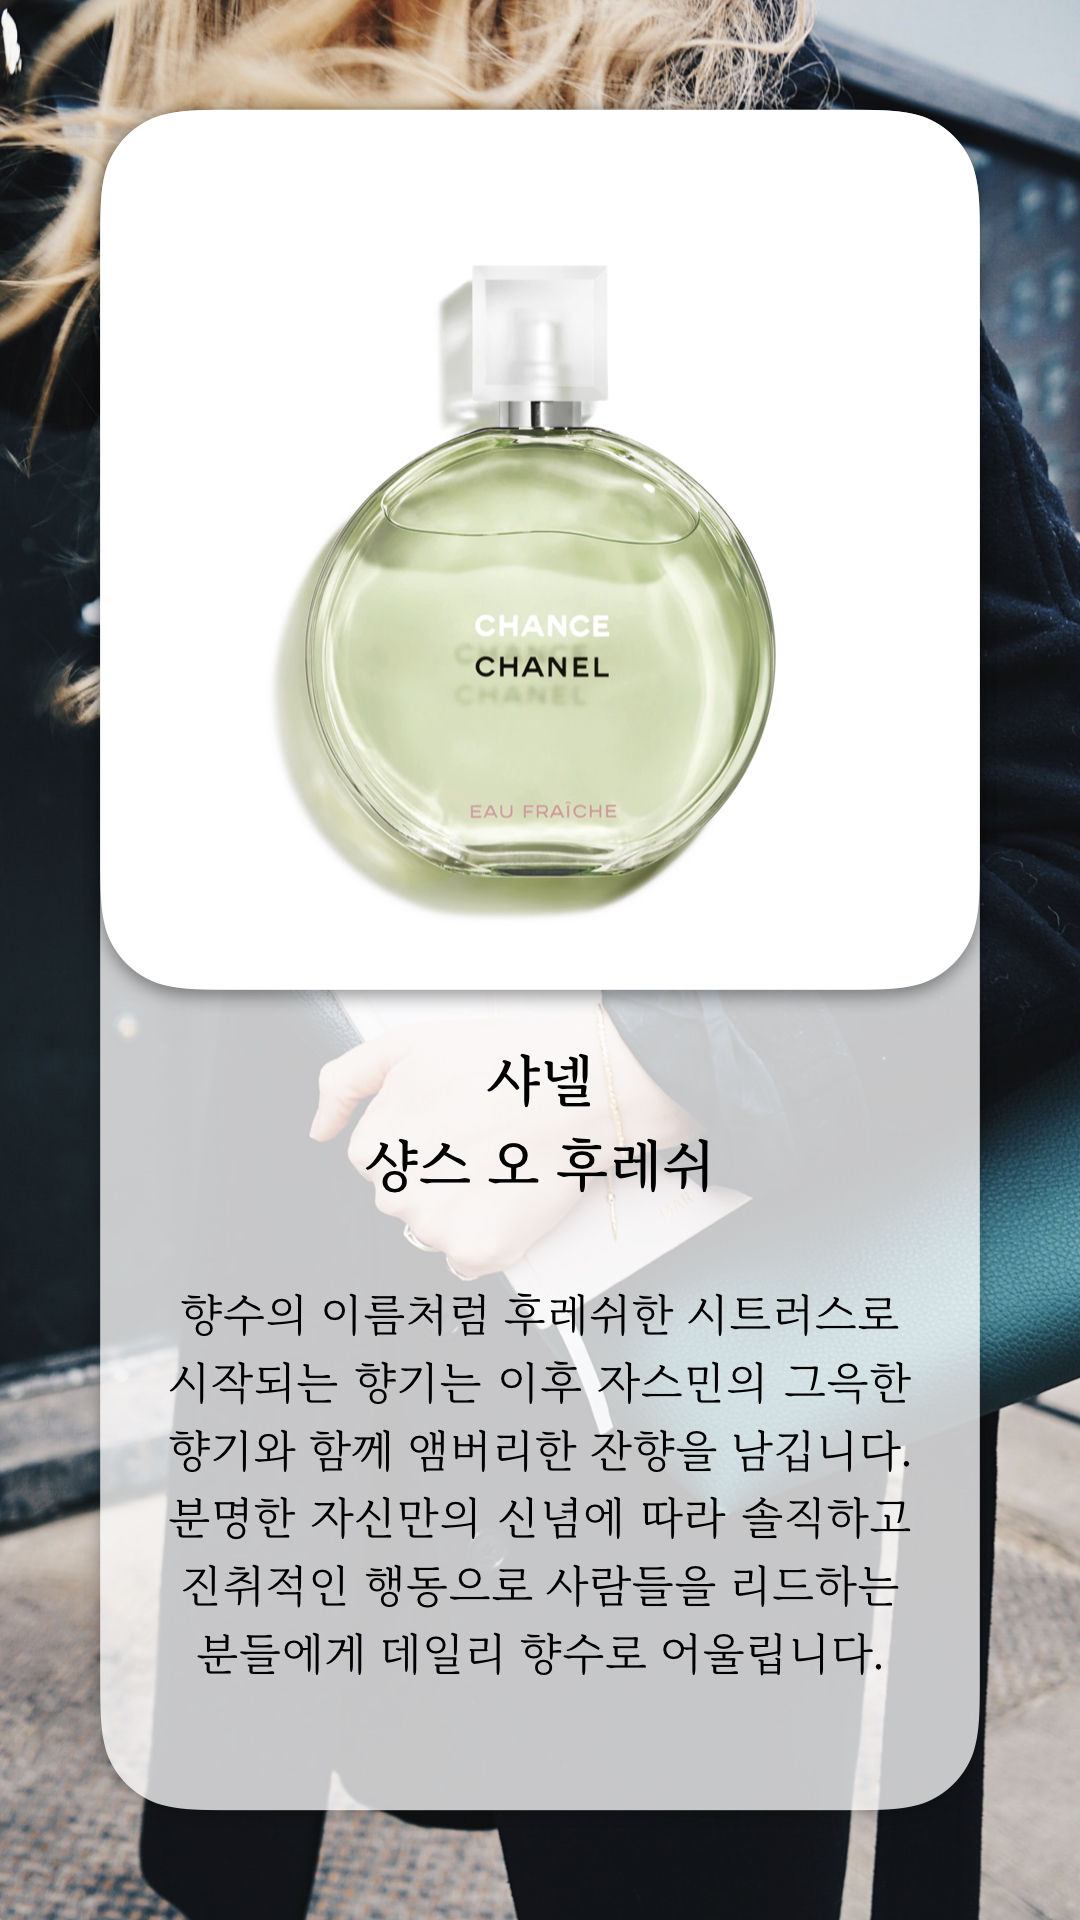 CHANCE
CHANEL
EAU FRAÎCHE
샤넬
샹스 오 후레쉬
향수의 이름처럼 후레쉬한 시트러스로
시작되는 향기는 이후 자스민의 그윽한
향기와 함께 앰버리한 잔향을 남깁니다.
분명한 자신만의 신념에 따라 솔직하고
진취적인 행동으로 사람들을 리드하는
분들에게 데일리 향수로 어울립니다.